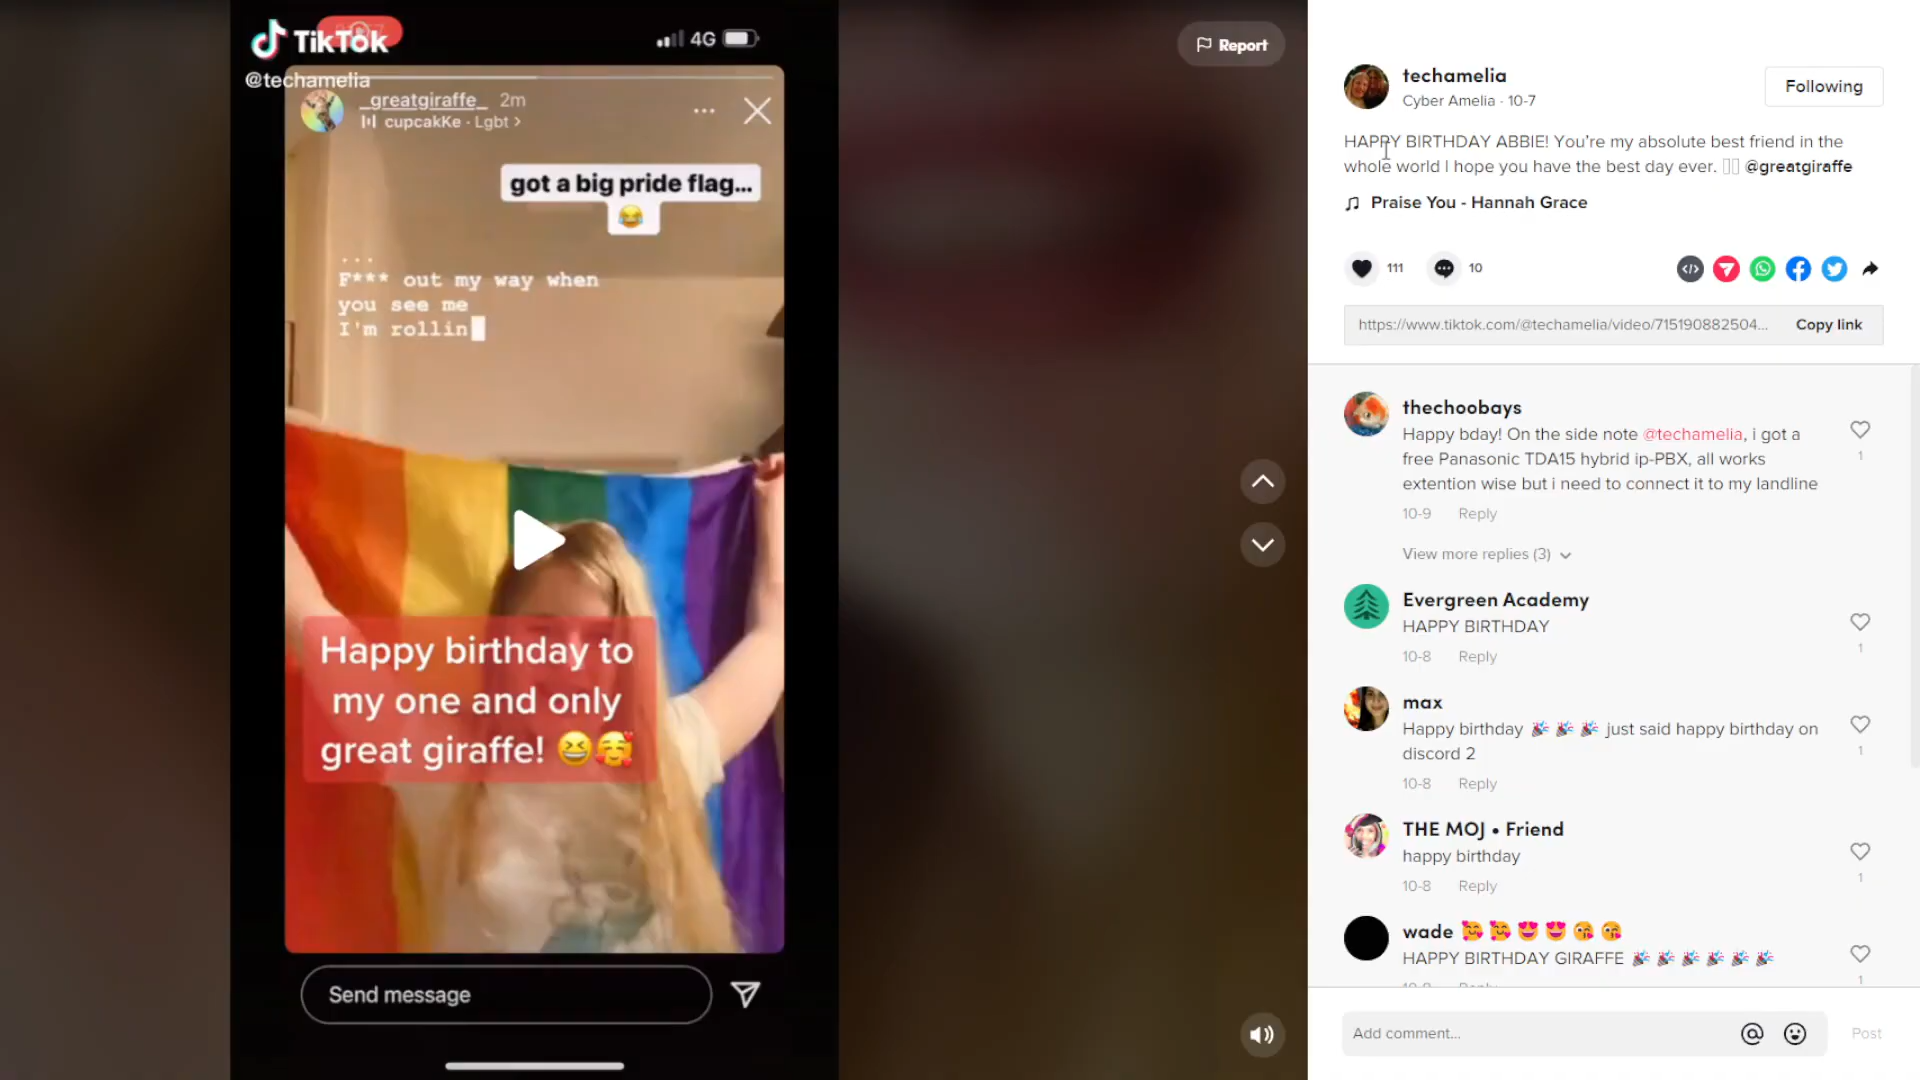 TikTok
@techamelia
4G
_greatgiraffe_ 2m
cupcakKe · Lgbt >
got a big pride flag...
😂
...
F*** out my way when
you see me
I'm rollin
Happy birthday to
my one and only
great giraffe! 😆🥰
Send message
Report
techamelia
Cyber Amelia · 10-7
Following
HAPPY BIRTHDAY ABBIE! You're my absolute best friend in the
whole world I hope you have the best day ever. @greatgiraffe
Praise You - Hannah Grace
111
10
https://www.tiktok.com/@techamelia/video/715190882504...
Copy link
thechoobays
Happy bday! On the side note @techamelia, i got a
free Panasonic TDA15 hybrid ip-PBX, all works
extention wise but i need to connect it to my landline
1
10-9 Reply
View more replies (3)
Evergreen Academy
HAPPY BIRTHDAY
1
10-8 Reply
max
Happy birthday 🎉 🎉 🎉 just said happy birthday on
discord 2
1
10-8 Reply
THE MOJ • Friend
happy birthday
1
10-8 Reply
wade 🥰 🥰 😍 😍 😘 😘
HAPPY BIRTHDAY GIRAFFE 🎉 🎉 🎉 🎉 🎉 🎉
1
Add comment...
Post